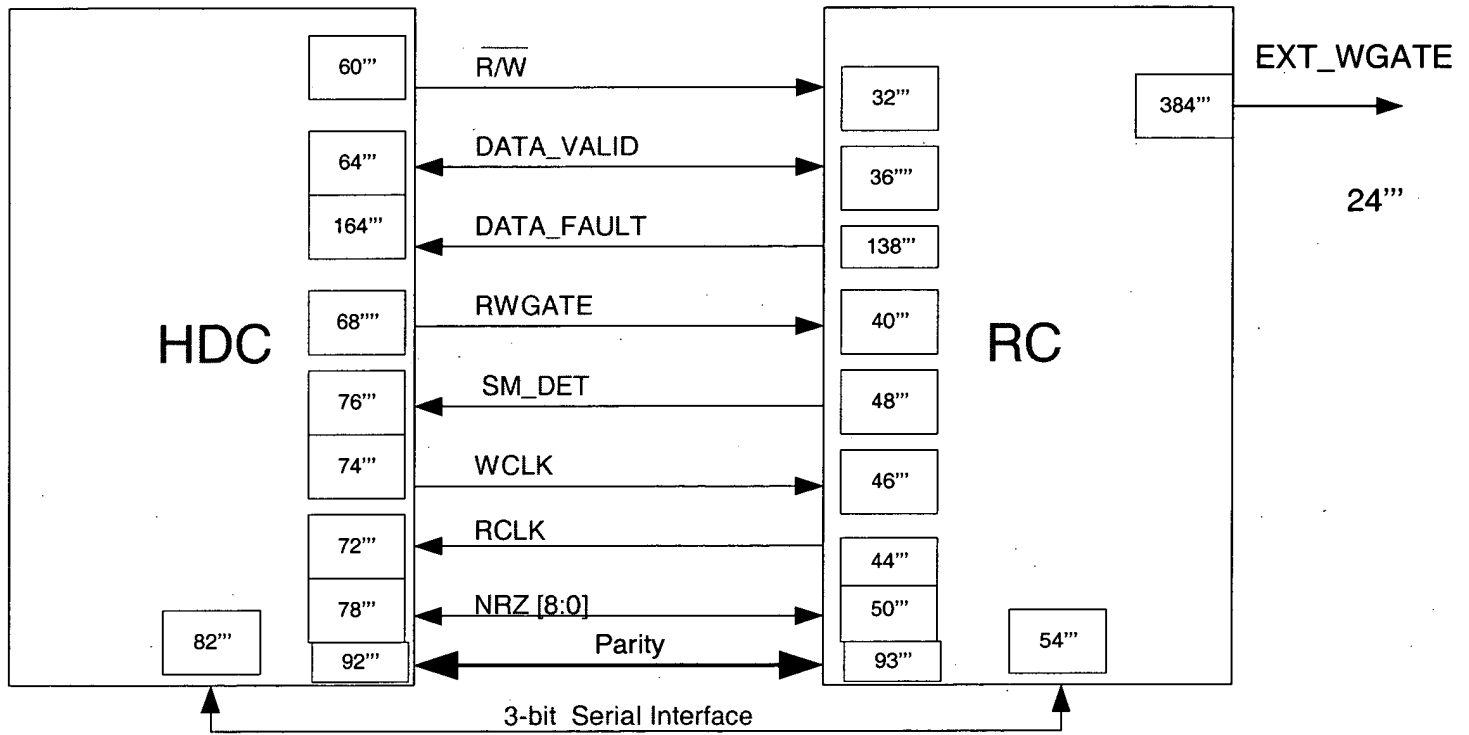 60'''
R/W
32'''
384'''
EXT_WGATE
64'''
DATA_VALID
36''''
24'''
164'''
DATA_FAULT
138'''
HDC
68''''
RWGATE
40'''
RC
76'''
SM_DET
48'''
74'''
WCLK
46'''
72'''
RCLK
44'''
78'''
NRZ [8:0]
50'''
82'''
92'''
Parity
93'''
54'''
3-bit Serial Interface